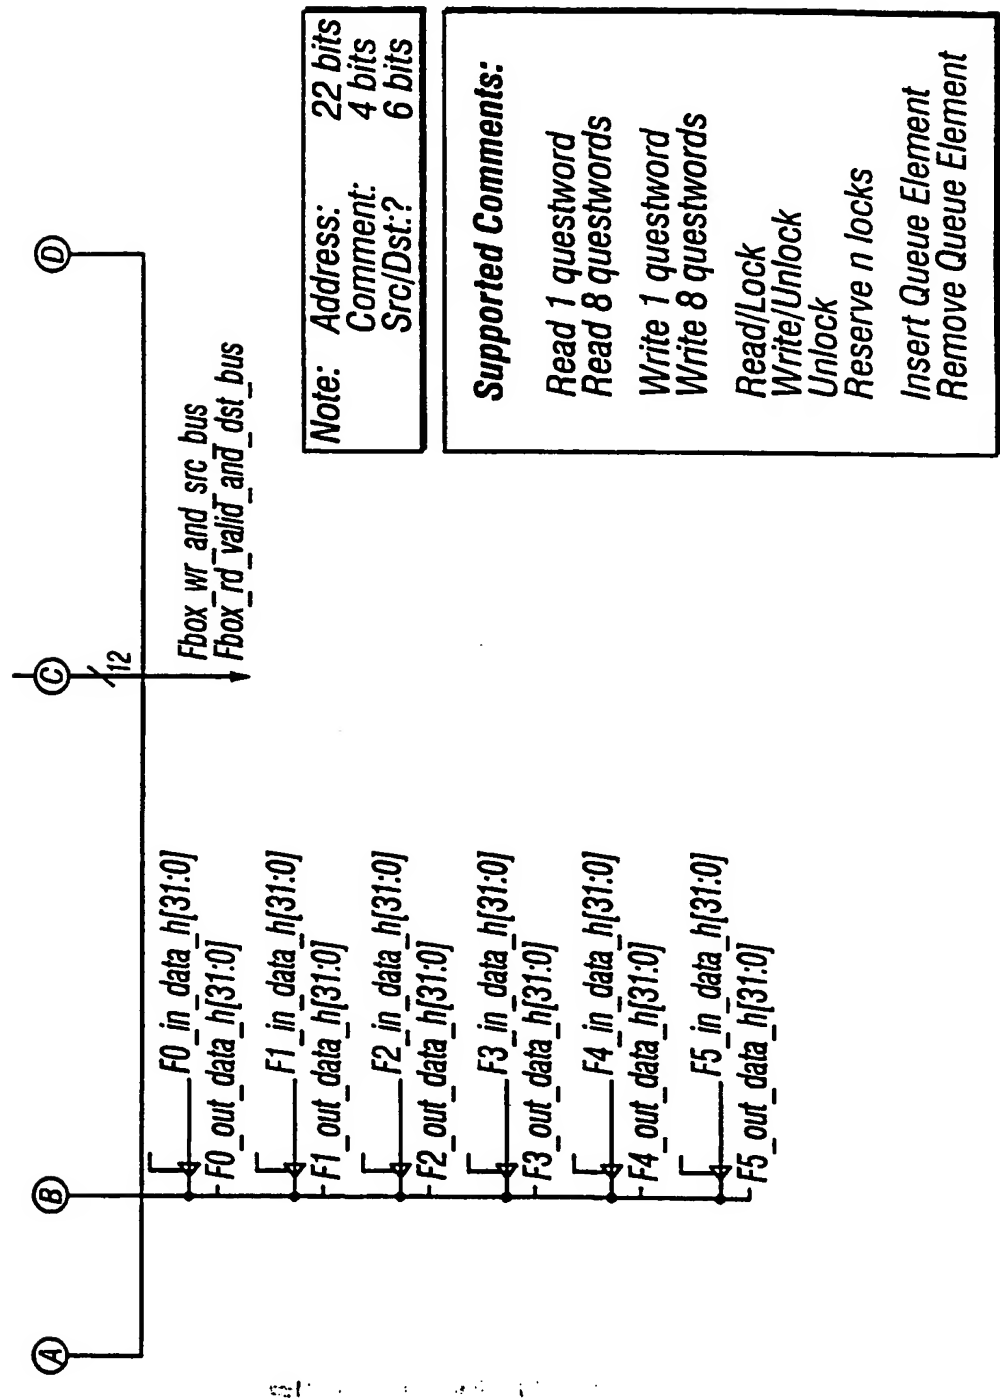 A
B
C
D
12
Fbox_wr_and_src_bus
Fbox_rd_valid_and_dst_bus
F0_in_data_h[31:0]
F0_out_data_h[31:0]
F1_in_data_h[31:0]
F1_out_data_h[31:0]
F2_in_data_h[31:0]
F2_out_data_h[31:0]
F3_in_data_h[31:0]
F3_out_data_h[31:0]
F4_in_data_h[31:0]
F4_out_data_h[31:0]
F5_in_data_h[31:0]
F5_out_data_h[31:0]
Note: Address: 22 bits
Comment: 4 bits
Src/Dst:? 6 bits
Supported Comments:
Read 1 questword
Read 8 questwords
Write 1 questword
Write 8 questwords
Read/Lock
Write/Unlock
Unlock
Reserve n locks
Insert Queue Element
Remove Queue Element